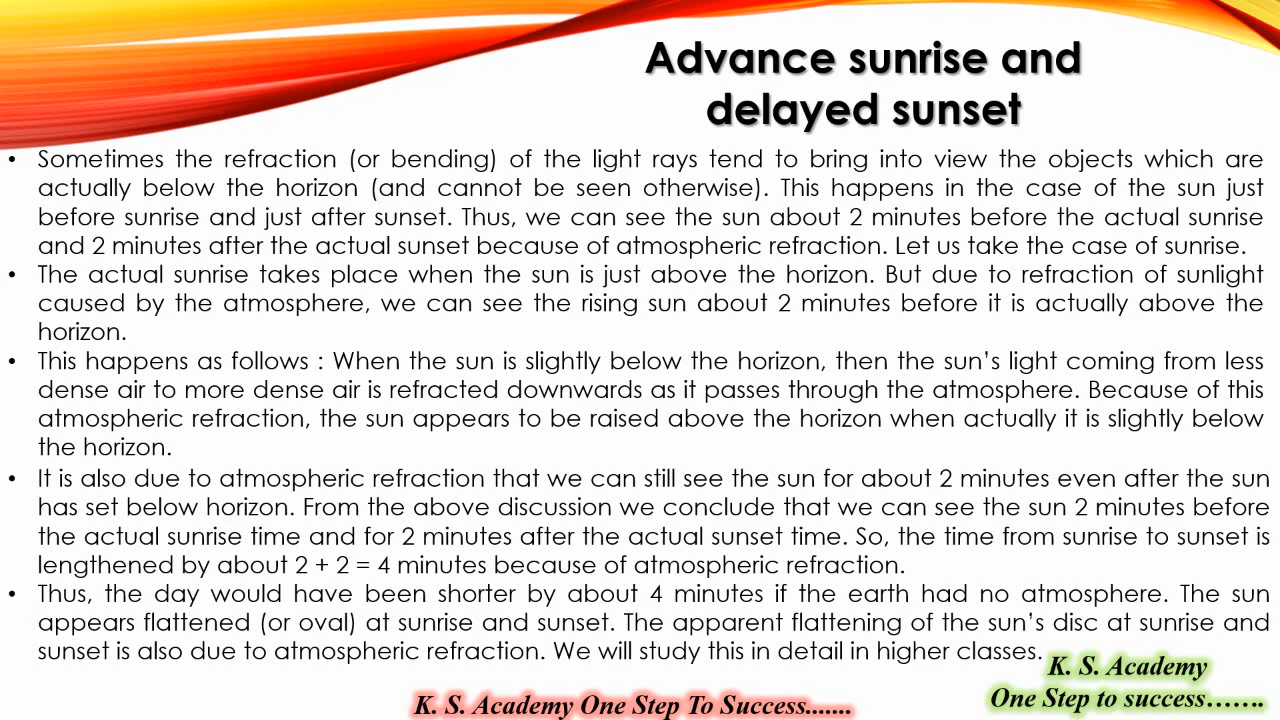 Advance sunrise and
delayed sunset
• Sometimes the refraction (or bending) of the light rays tend to bring into view the objects which are
actually below the horizon (and cannot be seen otherwise). This happens in the case of the sun just
before sunrise and just after sunset. Thus, we can see the sun about 2 minutes before the actual sunrise
and 2 minutes after the actual sunset because of atmospheric refraction. Let us take the case of sunrise.
• The actual sunrise takes place when the sun is just above the horizon. But due to refraction of sunlight
caused by the atmosphere, we can see the rising sun about 2 minutes before it is actually above the
horizon.
• This happens as follows : When the sun is slightly below the horizon, then the sun’s light coming from less
dense air to more dense air is refracted downwards as it passes through the atmosphere. Because of this
atmospheric refraction, the sun appears to be raised above the horizon when actually it is slightly below
the horizon.
• It is also due to atmospheric refraction that we can still see the sun for about 2 minutes even after the sun
has set below horizon. From the above discussion we conclude that we can see the sun 2 minutes before
the actual sunrise time and for 2 minutes after the actual sunset time. So, the time from sunrise to sunset is
lengthened by about 2 + 2 = 4 minutes because of atmospheric refraction.
• Thus, the day would have been shorter by about 4 minutes if the earth had no atmosphere. The sun
appears flattened (or oval) at sunrise and sunset. The apparent flattening of the sun’s disc at sunrise and
sunset is also due to atmospheric refraction. We will study this in detail in higher classes.
K. S. Academy
One Step to success…….
K. S. Academy One Step To Success.......